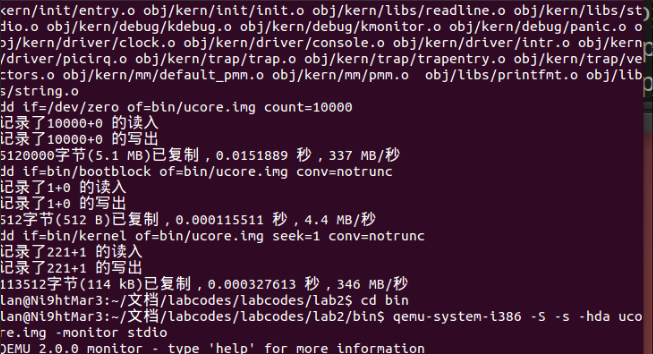 kern/init/entry.o obj/kern/init/init.o obj/kern/libs/readline.o obj/kern/libs/st
dio.o obj/kern/debug/kdebug.o obj/kern/debug/kmonitor.o obj/kern/debug/panic.o o
bj/kern/driver/clock.o obj/kern/driver/console.o obj/kern/driver/intr.o obj/kern
/driver/picirq.o obj/kern/trap/trap.o obj/kern/trap/trapentry.o obj/kern/trap/ve
ctors.o obj/kern/mm/default_pmm.o obj/kern/mm/pmm.o  obj/libs/printfmt.o obj/lib
s/string.o
dd if=/dev/zero of=bin/ucore.img count=10000
记录了10000+0 的读入
记录了10000+0 的写出
5120000字节(5.1 MB)已复制，0.0151889 秒，337 MB/秒
dd if=bin/bootblock of=bin/ucore.img conv=notrunc
记录了1+0 的读入
记录了1+0 的写出
512字节(512 B)已复制，0.000115511 秒，4.4 MB/秒
dd if=bin/kernel of=bin/ucore.img seek=1 conv=notrunc
记录了221+1 的读入
记录了221+1 的写出
113512字节(114 kB)已复制，0.000327613 秒，346 MB/秒
lan@Ni9htMar3:~/文档/labcodes/labcodes/lab2$ cd bin
lan@Ni9htMar3:~/文档/labcodes/labcodes/lab2/bin$ qemu-system-i386 -S -s -hda uco
re.img -monitor stdio
QEMU 2.0.0 monitor - type 'help' for more information